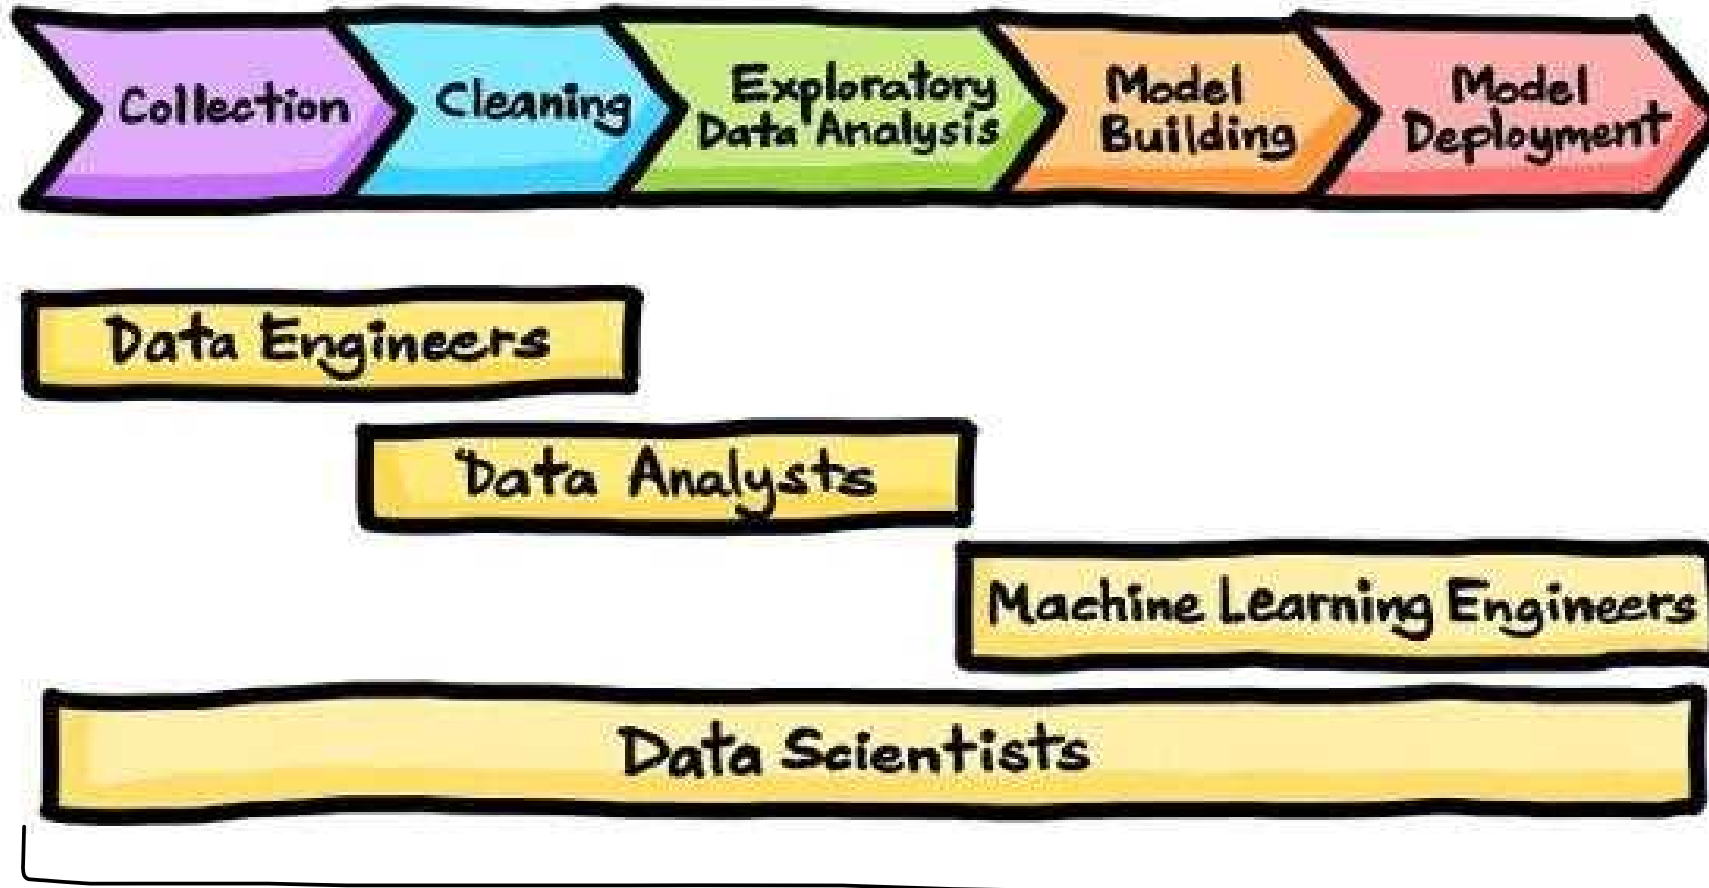 Collection
Cleaning
Exploratory
Data Analysis
Model
Building
Model
Deployment
Data Engineers
Data Analysts
Machine Learning Engineers
Data Scientists